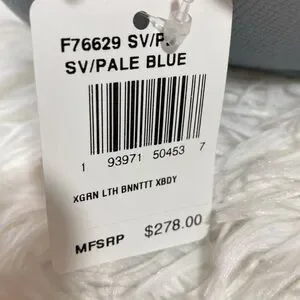 F76629 SV/P
SV/PALE BLUE
1 93971 50453 7
XGRN LTH BNNTTT XBDY
MFSRP $278.00